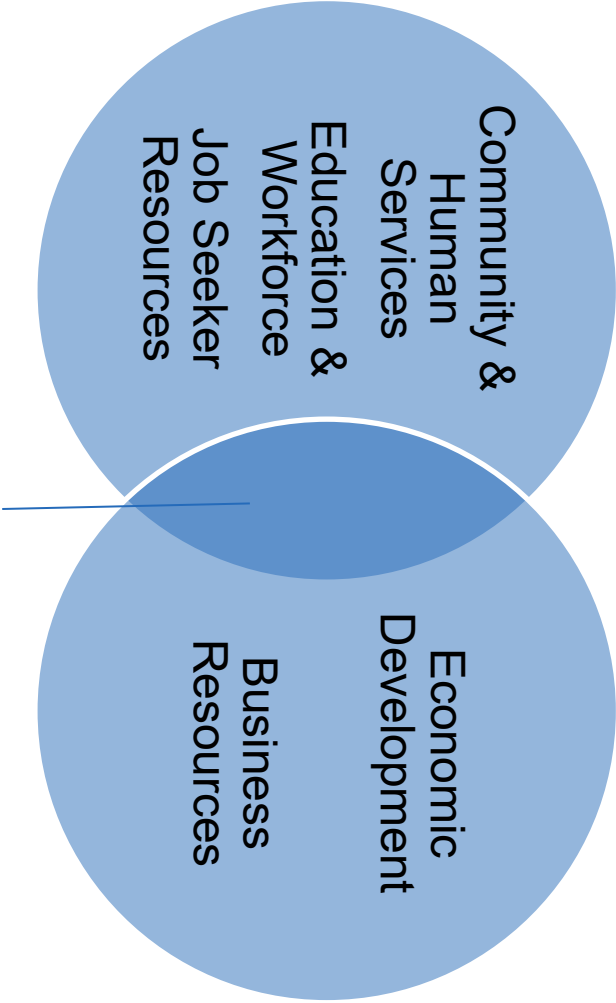 Community &
Human
Services
Education &
Workforce
Job Seeker
Resources
Economic
Development
Business
Resources